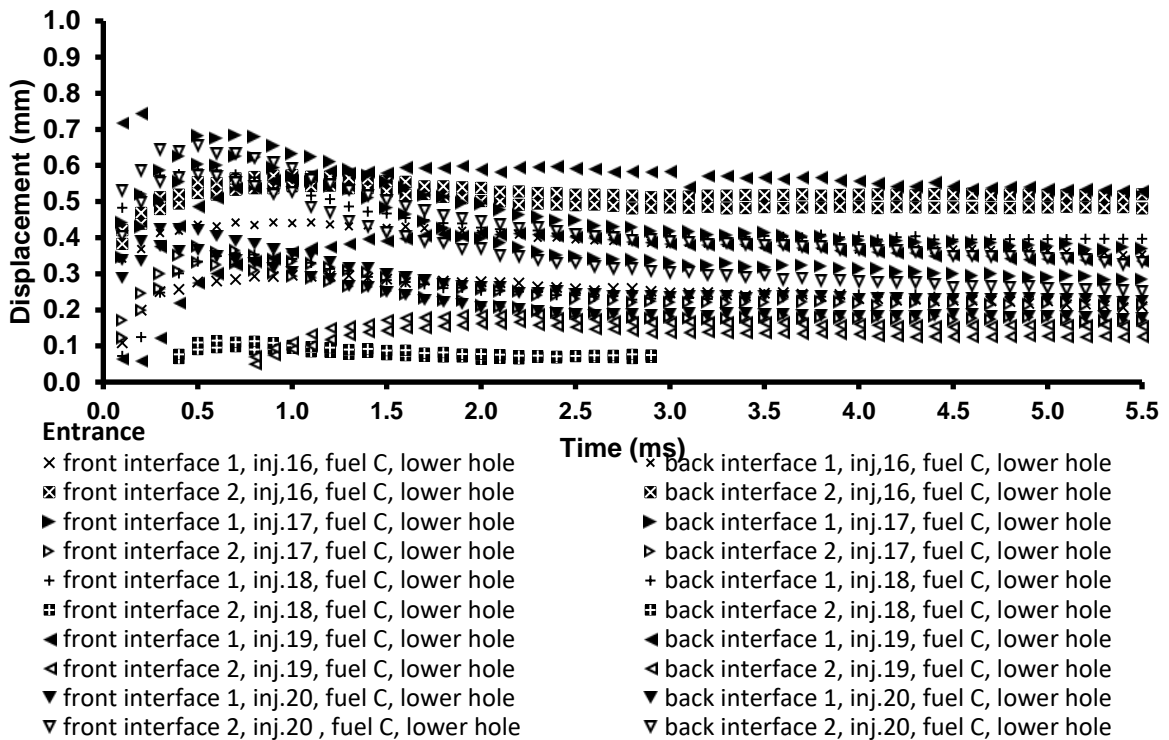 1.0
0.9
0.8
0.7
0.6
0.5
0.4
0.3
0.2
0.1
0.0
Displacement (mm)
0.0 0.5 1.0 1.5 2.0 2.5 3.0 3.5 4.0 4.5 5.0 5.5
Time (ms)
Entrance
front interface 1, inj.16, fuel C, lower hole
back interface 1, inj,16, fuel C, lower hole
front interface 2, inj,16, fuel C, lower hole
back interface 2, inj,16, fuel C, lower hole
front interface 1, inj.17, fuel C, lower hole
back interface 1, inj.17, fuel C, lower hole
front interface 2, inj.17, fuel C, lower hole
back interface 2, inj.17, fuel C, lower hole
front interface 1, inj.18, fuel C, lower hole
back interface 1, inj.18, fuel C, lower hole
front interface 2, inj.18, fuel C, lower hole
back interface 2, inj.18, fuel C, lower hole
front interface 1, inj.19, fuel C, lower hole
back interface 1, inj.19, fuel C, lower hole
front interface 2, inj.19, fuel C, lower hole
back interface 2, inj.19, fuel C, lower hole
front interface 1, inj.20, fuel C, lower hole
back interface 1, inj.20, fuel C, lower hole
front interface 2, inj.20 , fuel C, lower hole
back interface 2, inj.20, fuel C, lower hole